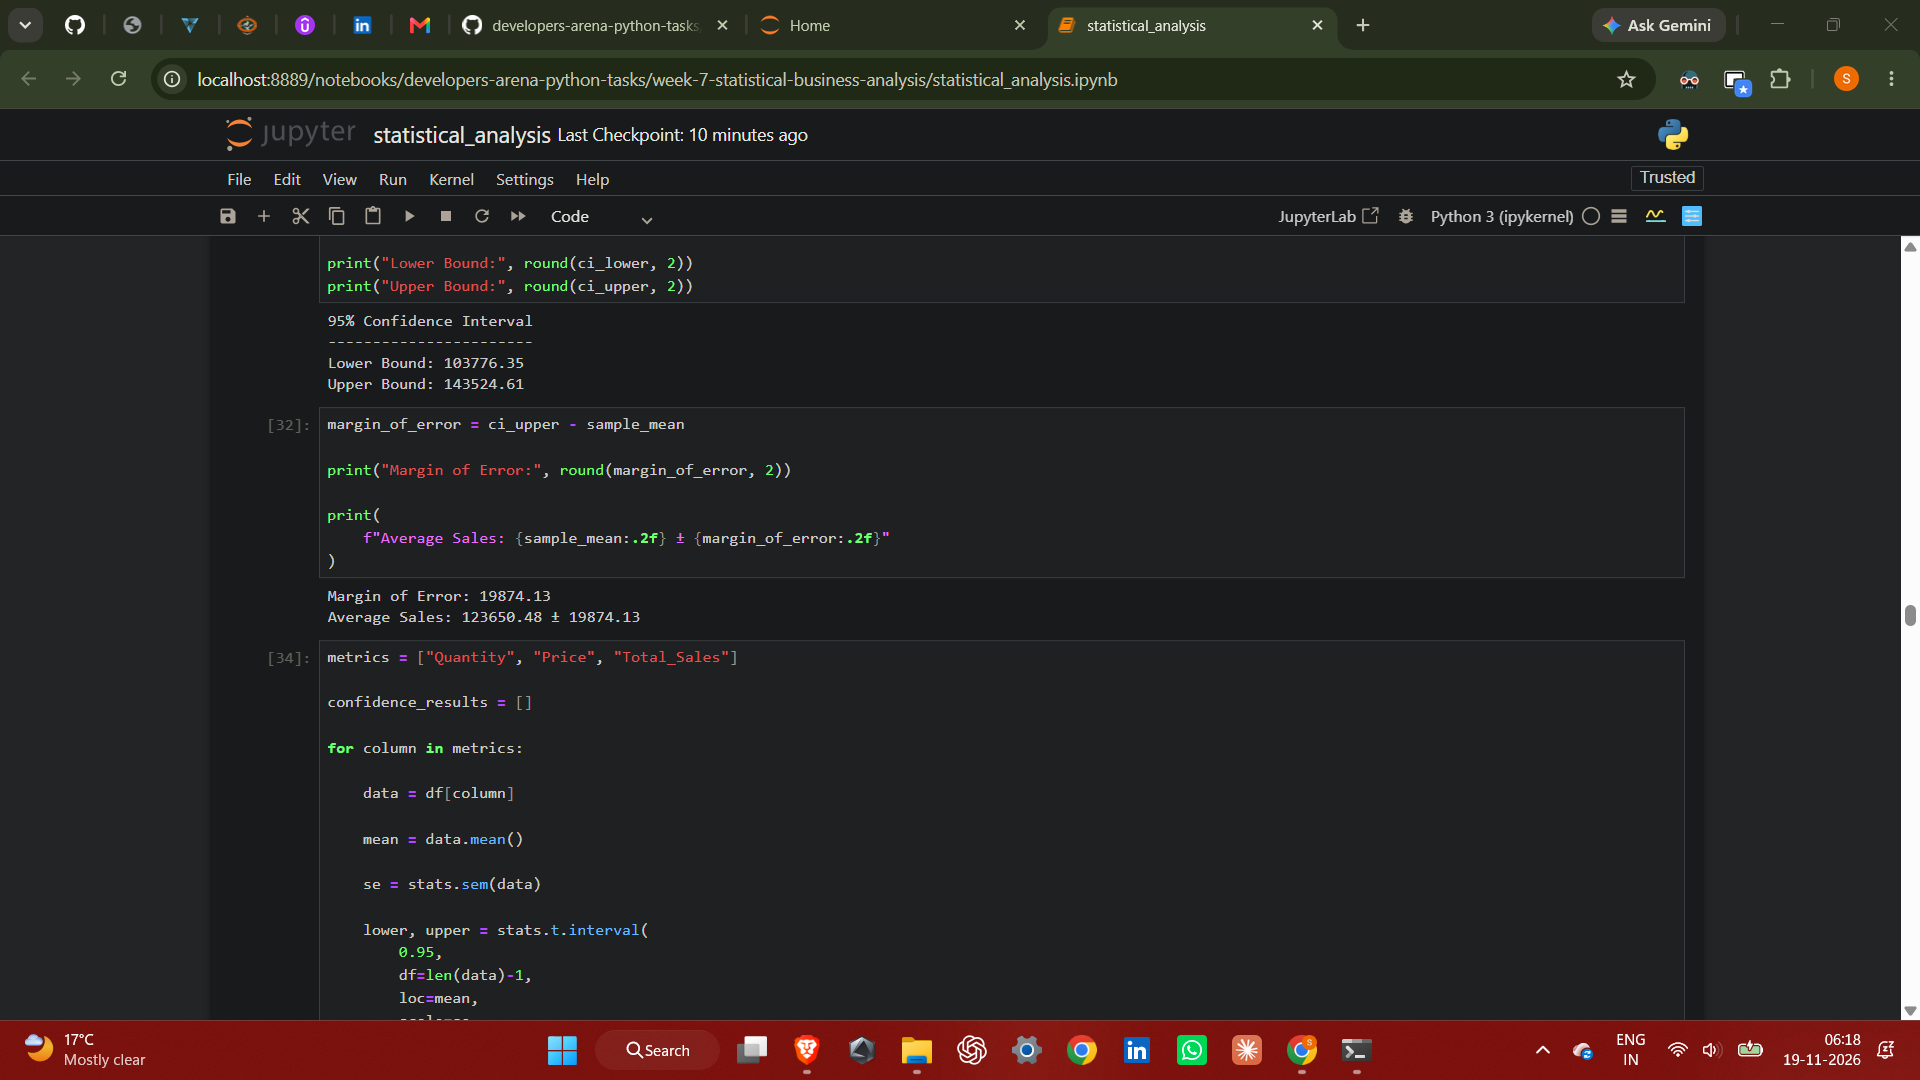 developers-arena-python-tasks
Home
statistical_analysis
Ask Gemini
localhost:8889/notebooks/developers-arena-python-tasks/week-7-statistical-business-analysis/statistical_analysis.ipynb
S
jupyter statistical_analysis Last Checkpoint: 10 minutes ago
File Edit View Run Kernel Settings Help
Trusted
Code
JupyterLab
Python 3 (ipykernel)
print("Lower Bound:", round(ci_lower, 2))
print("Upper Bound:", round(ci_upper, 2))
95% Confidence Interval
-----------------------
Lower Bound: 103776.35
Upper Bound: 143524.61
[32]:
margin_of_error = ci_upper - sample_mean
print("Margin of Error:", round(margin_of_error, 2))
print(
f"Average Sales: {sample_mean:.2f} ± {margin_of_error:.2f}"
)
Margin of Error: 19874.13
Average Sales: 123650.48 ± 19874.13
[34]:
metrics = ["Quantity", "Price", "Total_Sales"]
confidence_results = []
for column in metrics:
data = df[column]
mean = data.mean()
se = stats.sem(data)
lower, upper = stats.t.interval(
0.95,
df=len(data)-1,
loc=mean,
17°C
Mostly clear
Search
ENG
IN
06:18
19-11-2026